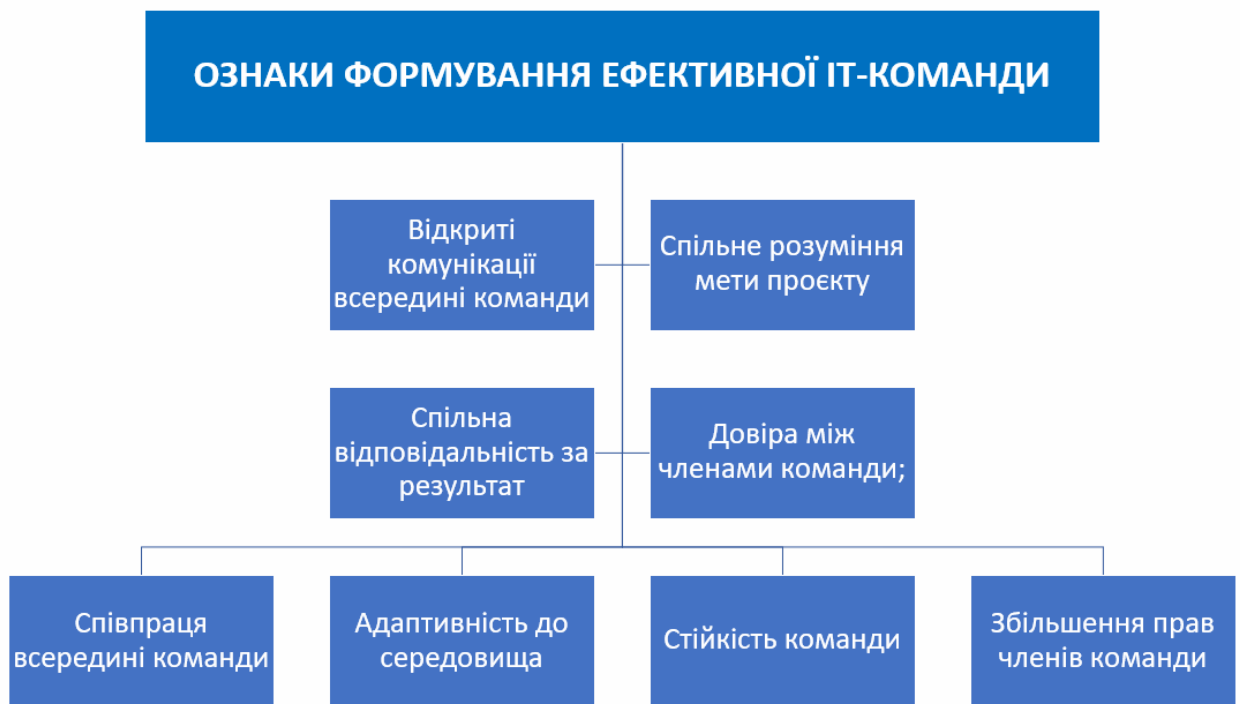 ОЗНАКИ ФОРМУВАННЯ ЕФЕКТИВНОЇ ІТ-КОМАНДИ
Відкриті
комунікації
всередині команди
Спільне розуміння
мети проєкту
Спільна
відповідальність за
результат
Довіра між
членами команди;
Співпраця
всередині команди
Адаптивність до
середовища
Стійкість команди
Збільшення прав
членів команди